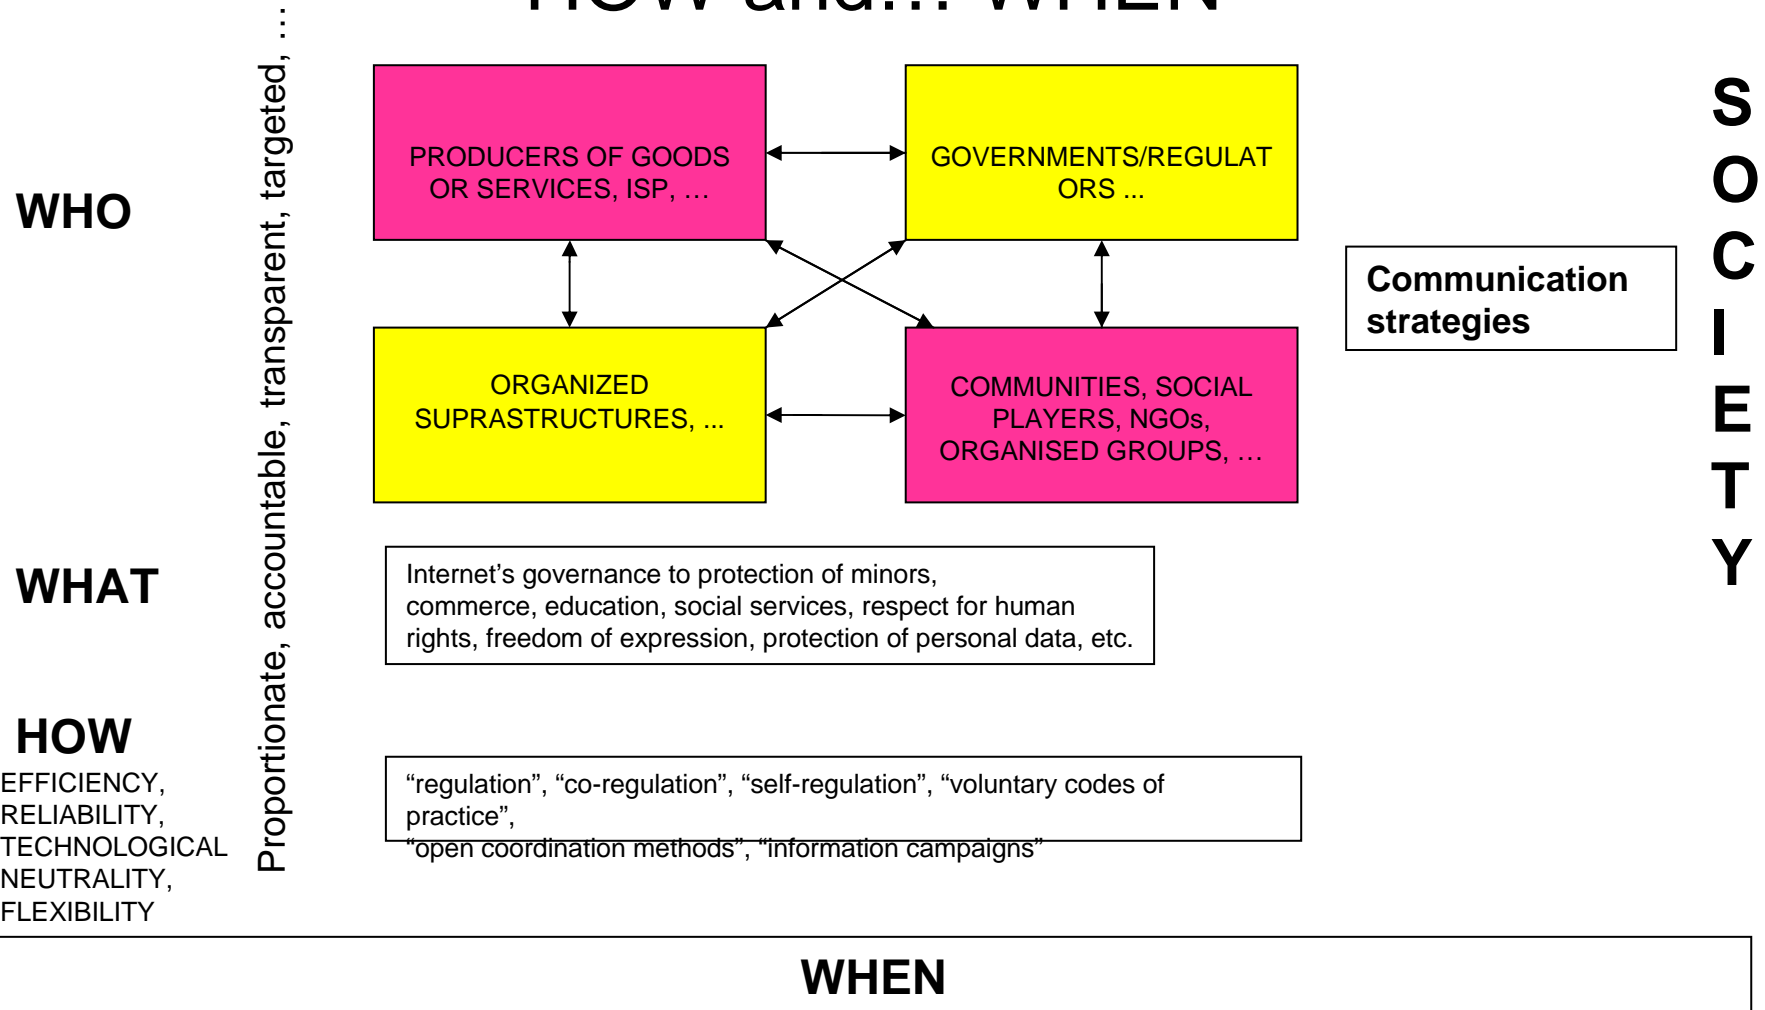 HOW and… WHEN
Proportionate, accountable, transparent, targeted, …
WHO
PRODUCERS OF GOODS
OR SERVICES, ISP, …
GOVERNMENTS/REGULAT
ORS ...
ORGANIZED
SUPRASTRUCTURES, ...
COMMUNITIES, SOCIAL
PLAYERS, NGOs,
ORGANISED GROUPS, …
Communication
strategies
S
O
C
I
E
T
Y
WHAT
Internet’s governance to protection of minors,
commerce, education, social services, respect for human
rights, freedom of expression, protection of personal data, etc.
HOW
EFFICIENCY,
RELIABILITY,
TECHNOLOGICAL
NEUTRALITY,
FLEXIBILITY
“regulation”, “co-regulation”, “self-regulation”, “voluntary codes of
practice”,
“open coordination methods”, “information campaigns”
WHEN